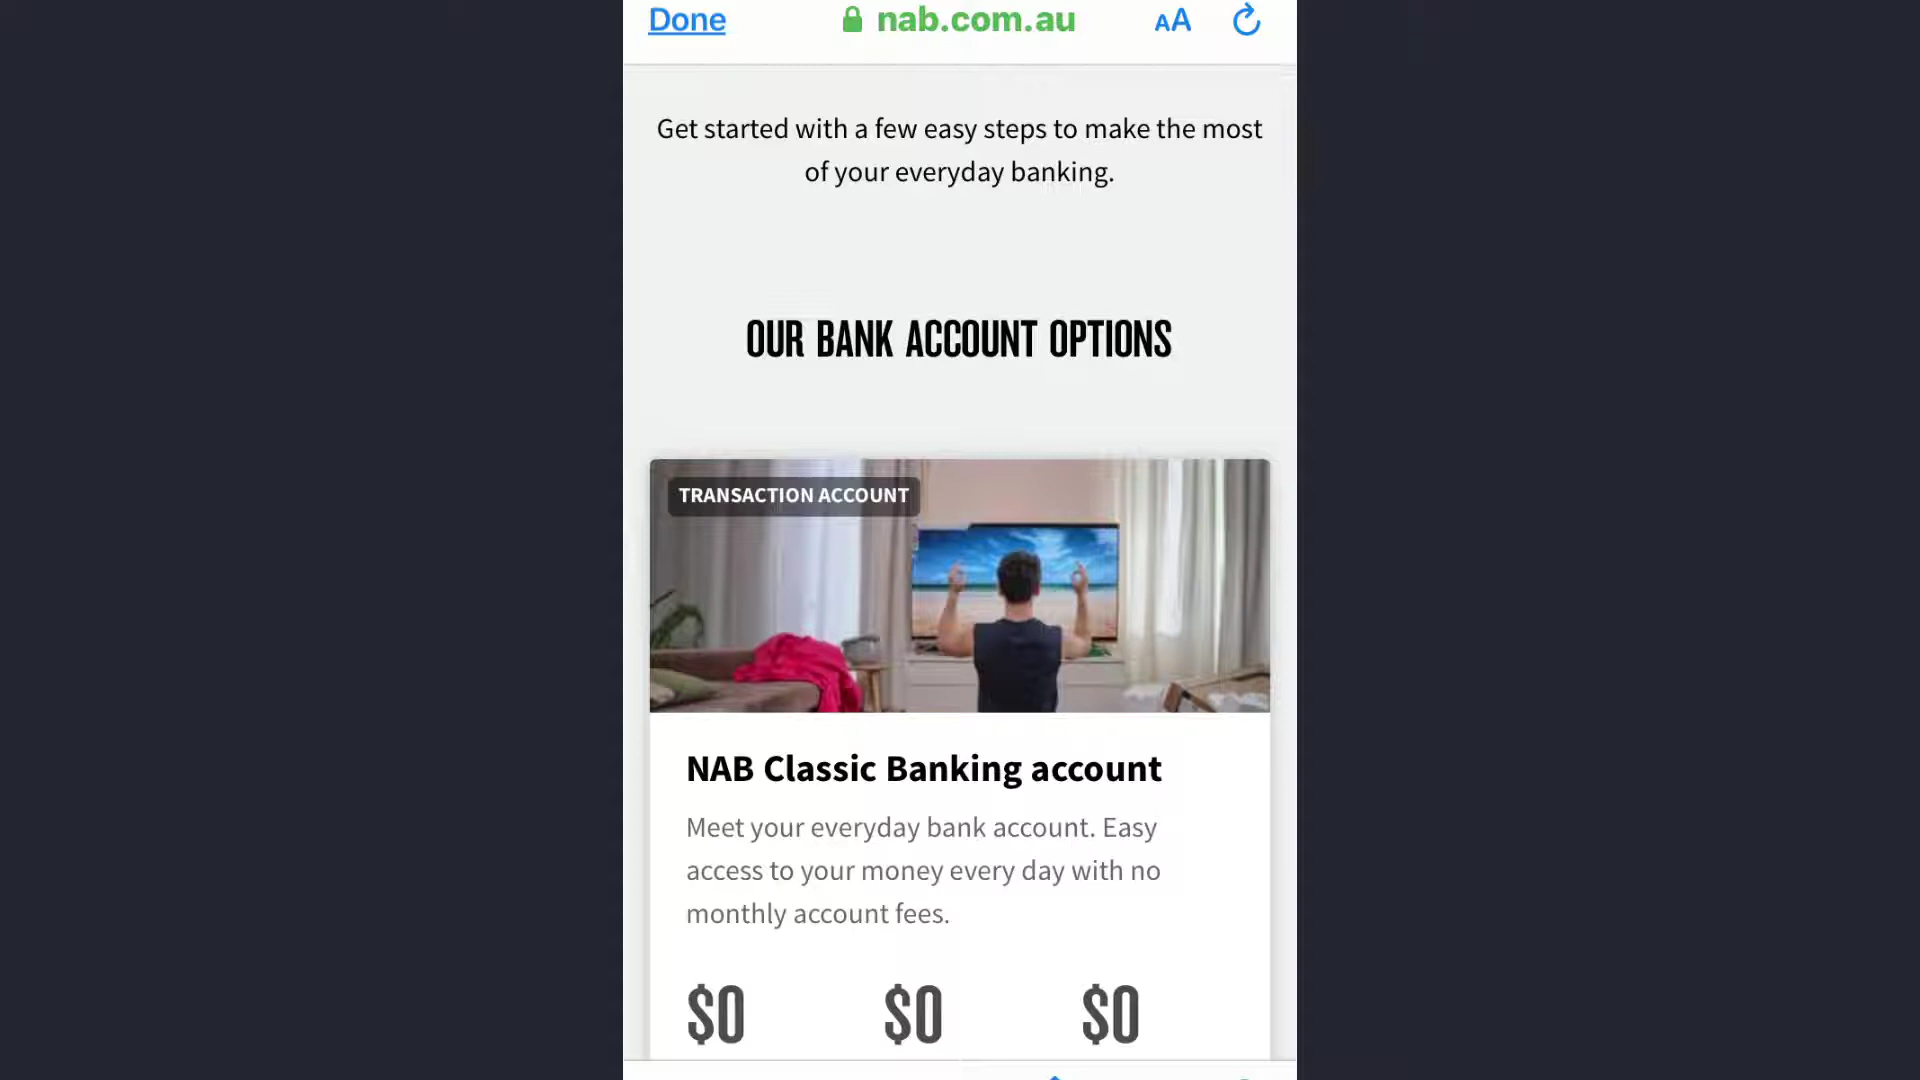 Done
nab.com.au
AA
Get started with a few easy steps to make the most
of your everyday banking.
OUR BANK ACCOUNT OPTIONS
TRANSACTION ACCOUNT
NAB Classic Banking account
Meet your everyday bank account. Easy
access to your money every day with no
monthly account fees.
$0 $0 $0